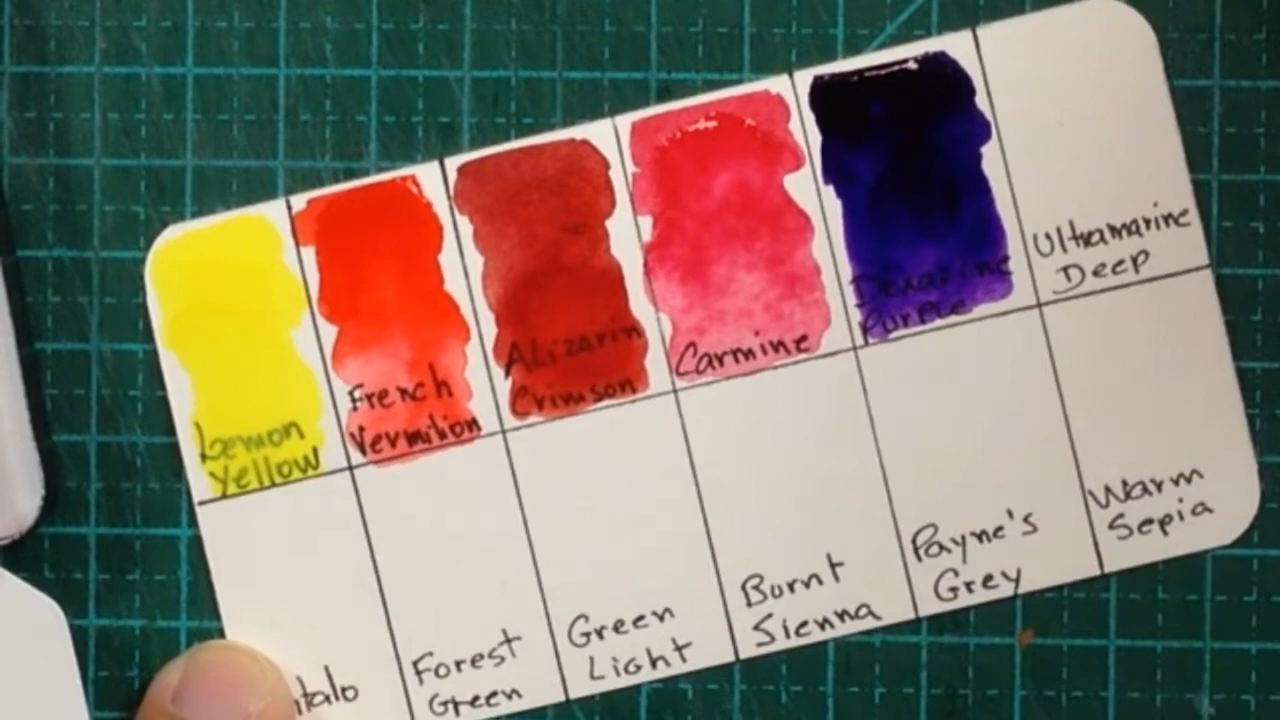 Lemon
Yellow
French
Vermilion
Alizarin
Crimson
Carmine
Dioxazine
Purple
Ultramarine
Deep
Forest
Green
Green
Light
Burnt
Sienna
Payne's
Grey
Warm
Sepia